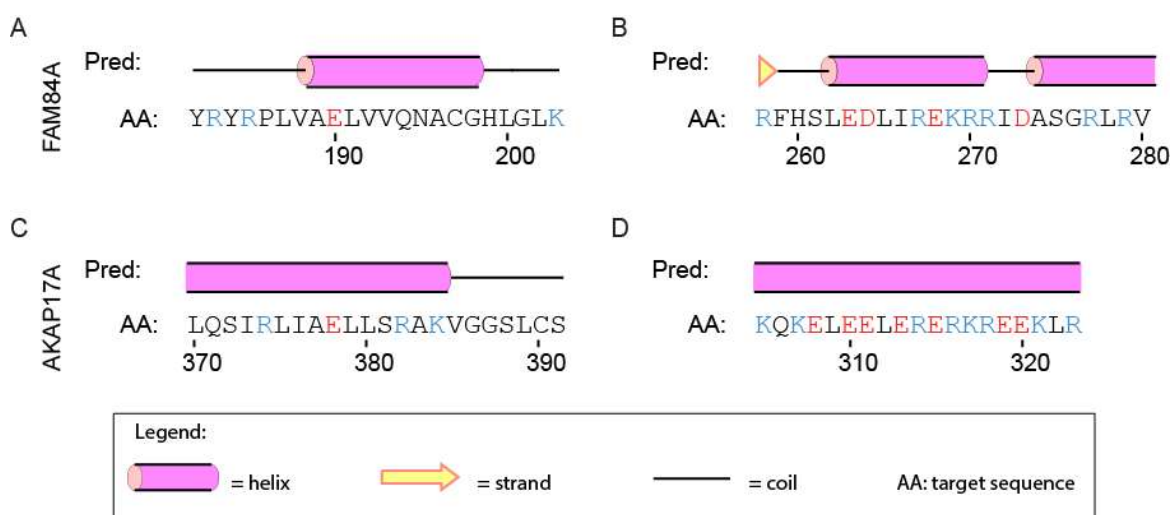 A
B
Pred:
Pred:
FAM84A
AA: YRYRPLVAELVVQNACGHLGLK
AA: RFHSLEDLIREKRRIDASGRLRV
190 200
260 270 280
C
D
Pred:
Pred:
AKAP17A
AA: LQSIRLIAELLSRAKVGGSLCS
AA: KQKELEELERERKREEKLR
370 380 390
310 320
Legend:
= helix = strand = coil AA: target sequence